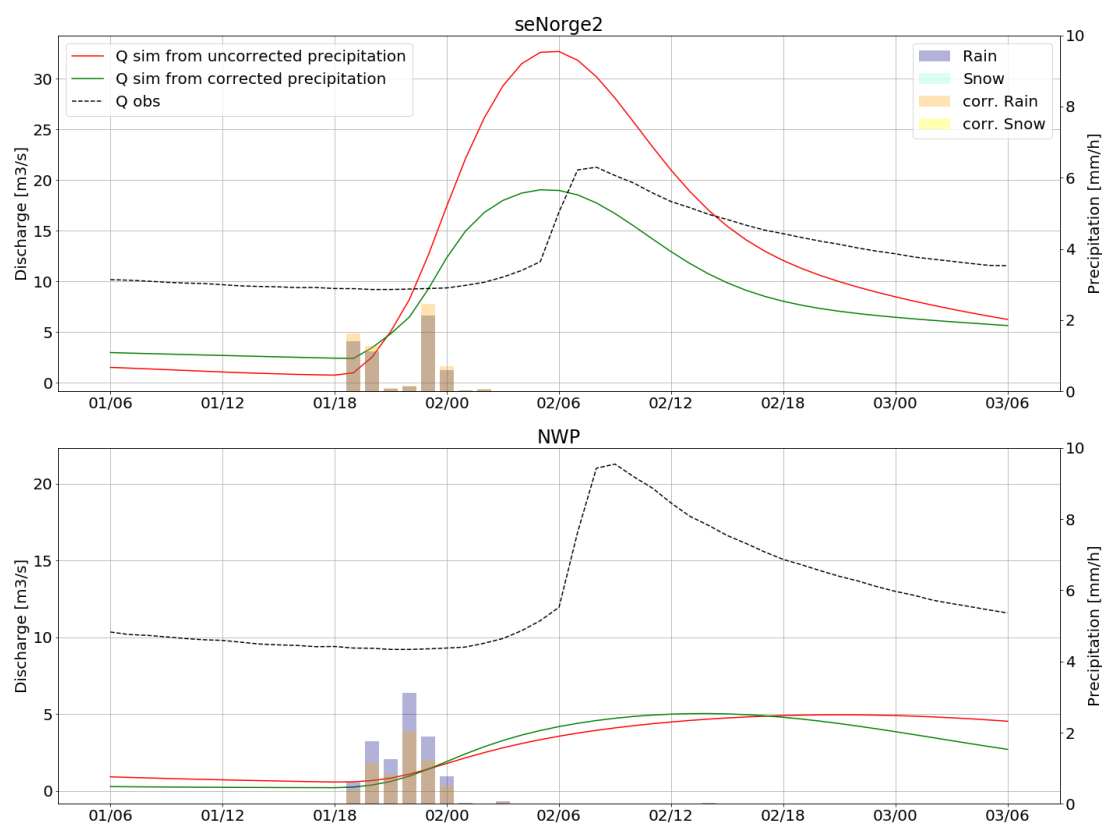 seNorge2
Q sim from uncorrected precipitation
Q sim from corrected precipitation
Q obs
Rain
Snow
corr. Rain
corr. Snow
Discharge [m3/s]
30
25
20
15
10
5
0
Precipitation [mm/h]
10
8
6
4
2
0
01/06 01/12 01/18 02/00 02/06 02/12 02/18 03/00 03/06
NWP
Discharge [m3/s]
20
15
10
5
0
Precipitation [mm/h]
10
8
6
4
2
0
01/06 01/12 01/18 02/00 02/06 02/12 02/18 03/00 03/06